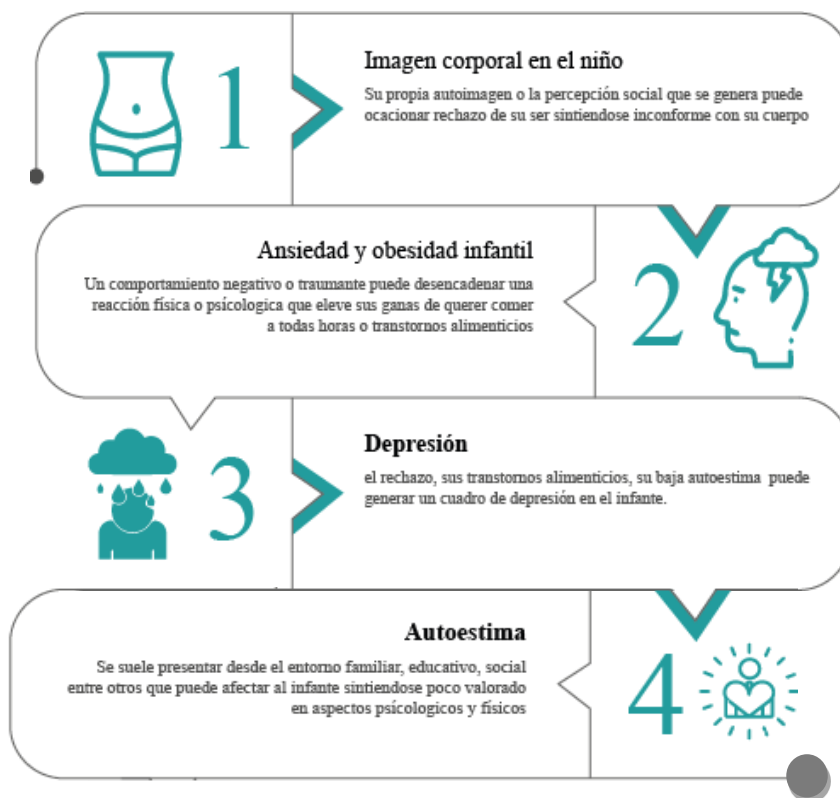 1
Imagen corporal en el niño
Su propia autoimagen o la percepción social que se genera puede
ocacionar rechazo de su ser sintiendose inconforme con su cuerpo
Ansiedad y obesidad infantil
Un comportamiento negativo o traumante puede desencadenar una
reacción física o psícologica que eleve sus ganas de querer comer
a todas horas o transtornos alimenticios
2
3
Depresión
el rechazo, sus transtornos alimenticios, su baja autoestima puede
generar un cuadro de depresión en el infante.
Autoestima
Se suele presentar desde el entorno familiar, educativo, social
entre otros que puede afectar al infante sintiendose poco valorado
en aspectos psícologicos y físicos
4